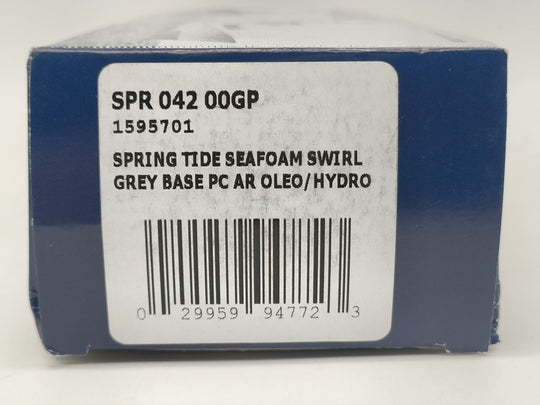 SPR 042 00GP
1595701
SPRING TIDE SEAFOAM SWIRL
GREY BASE PC AR OLEO/HYDRO
0 29959 94772 3